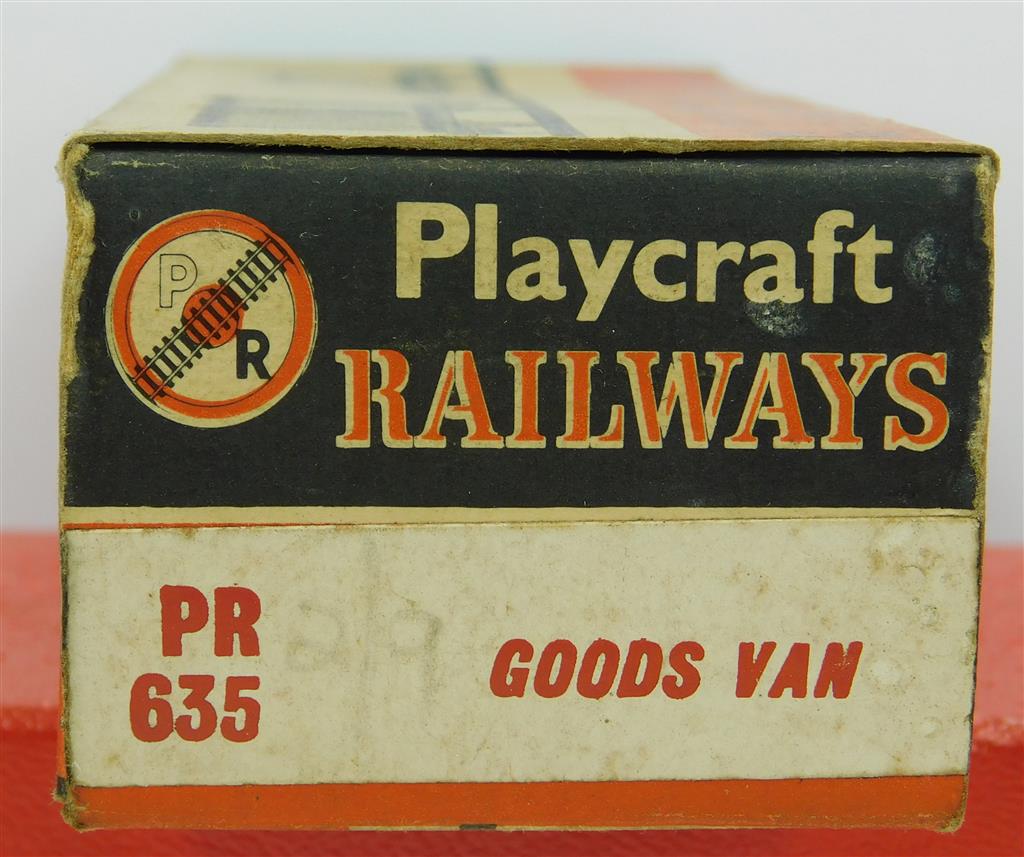 P
R
Playcraft
RAILWAYS
PR
635
GOODS VAN